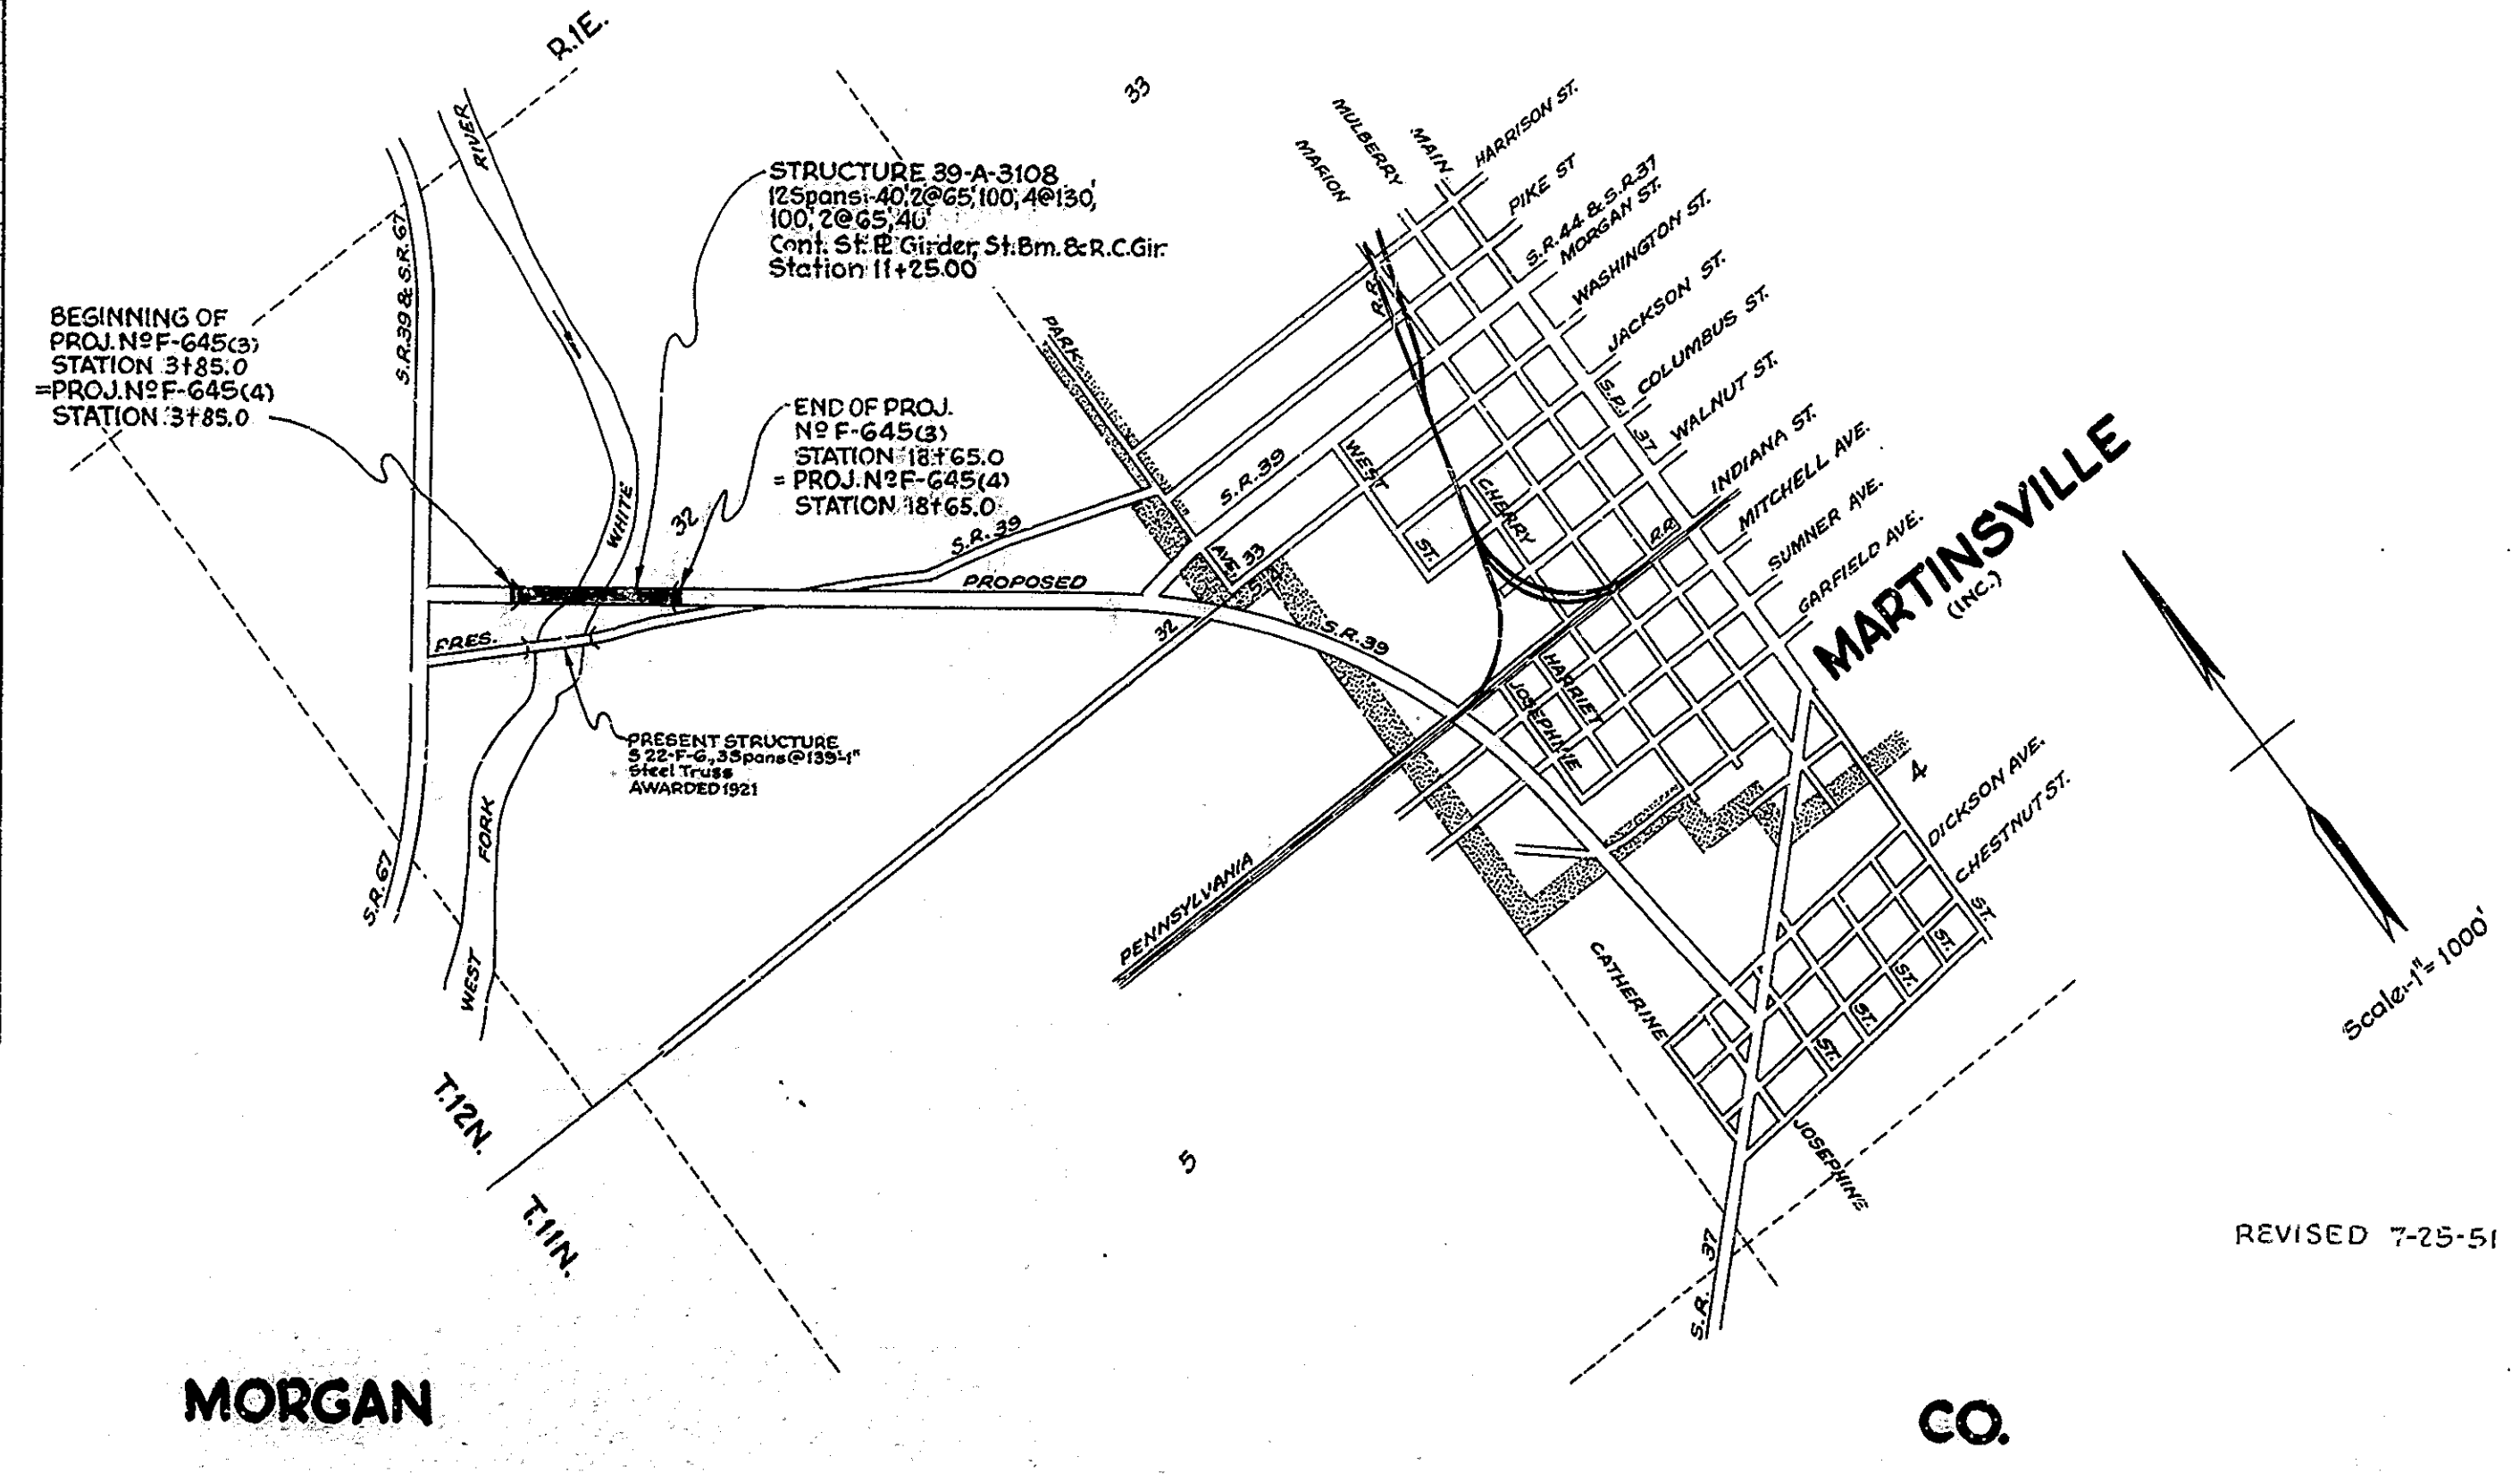 R.1E.
33
RIVER
S.R.39 & S.R.67
STRUCTURE 39-A-3108
12 Spans:-40,' 2@65,' 100,' 4@130,'
100,' 2@65,' 40'
Cont. St. PL Girder, St. Bm. & R.C. Gir.
Station 11+25.00
BEGINNING OF
PROJ. Nº F-645(3)
STATION 3+85.0
=PROJ. Nº F-645(4)
STATION 3+85.0
END OF PROJ.
Nº F-645(3)
STATION 18+65.0
= PROJ. Nº F-645(4)
STATION 18+65.0
WHITE
32
S.R. 39
PROPOSED
PRES.
PRESENT STRUCTURE
S 22-F-6, 3 Spans @ 139'-1"
Steel Truss
AWARDED 1921
S.R. 67
WEST
FORK
T.12N.
T.11N.
MARION
MULBERRY
MAIN
HARRISON ST.
PIKE ST
S.R. 44 & S.R. 37
MORGAN ST.
WASHINGTON ST.
JACKSON ST.
COLUMBUS ST.
S.R.
37
WALNUT ST.
INDIANA ST.
MITCHELL AVE.
SUMNER AVE.
GARFIELD AVE.
R.R.
PARK
AVE.
S.R. 39
WEST
ST.
CHERRY
R.R.
33
32
5
4
S.R. 39
HARRIET
JOSEPHINE
MARTINSVILLE
(INC.)
4
DICKSON AVE.
CHESTNUT ST.
ST.
ST.
ST.
ST.
ST.
PENNSYLVANIA
CATHERINE
JOSEPHINE
5
S.R. 37
Scale:-1"=1000'
REVISED 7-25-51
MORGAN
CO.